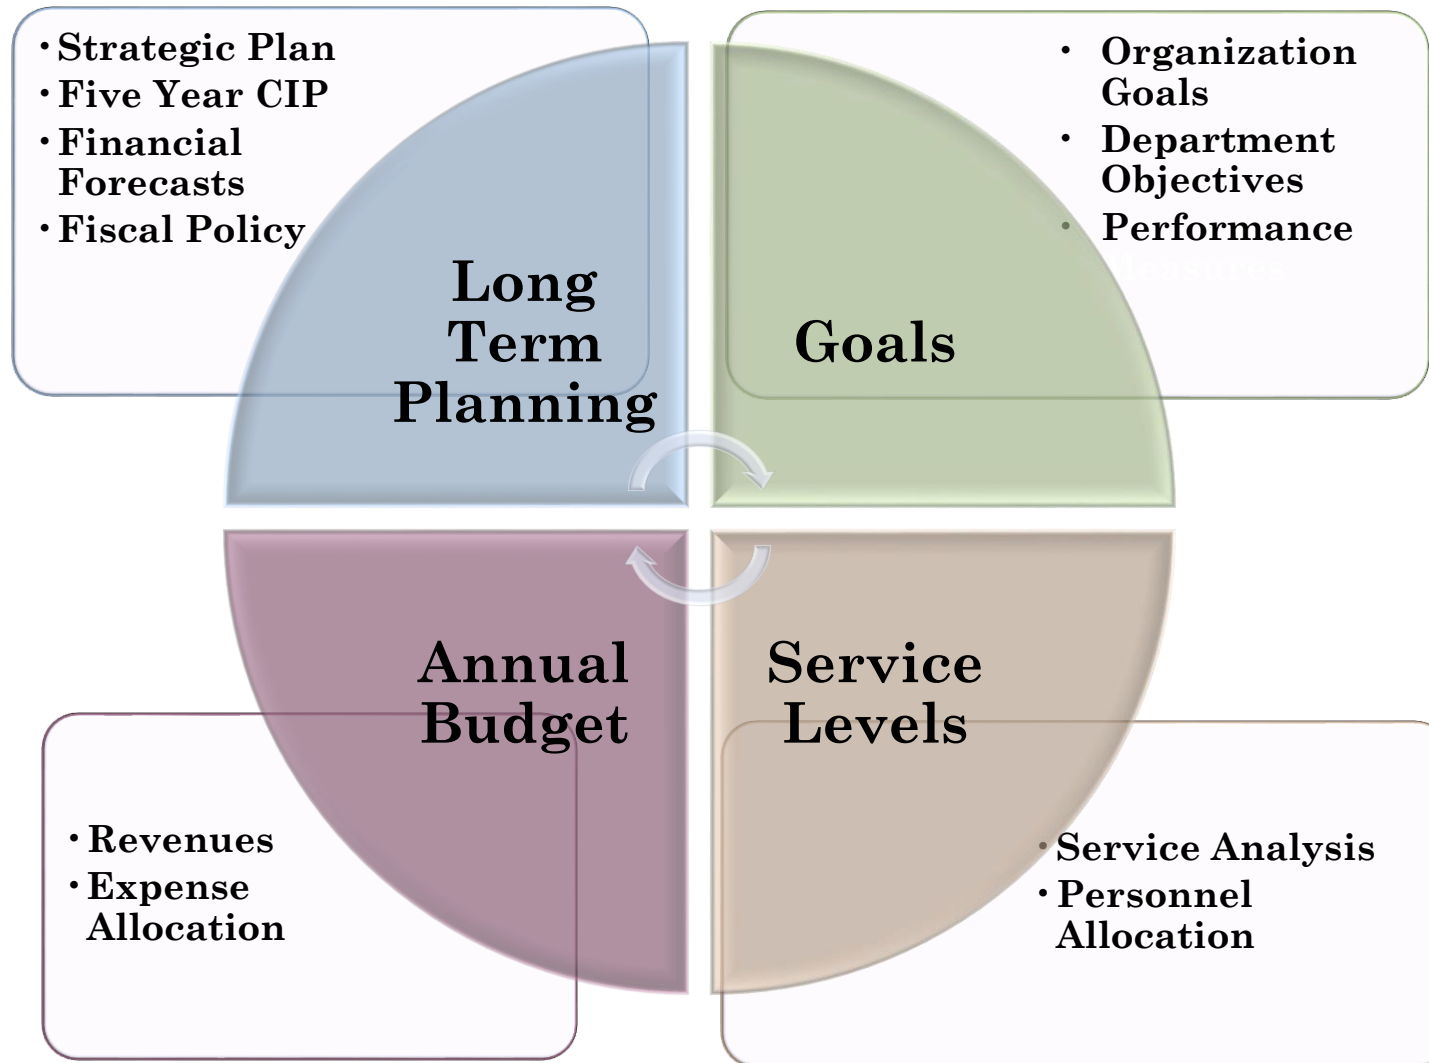 •Strategic Plan
•Five Year CIP
•Financial
Forecasts
•Fiscal Policy
Long
Term
Planning
• Organization
Goals
• Department
Objectives
• Performance
Measures
Goals
Annual
Budget
•Revenues
•Expense
Allocation
Service
Levels
•Service Analysis
•Personnel
Allocation